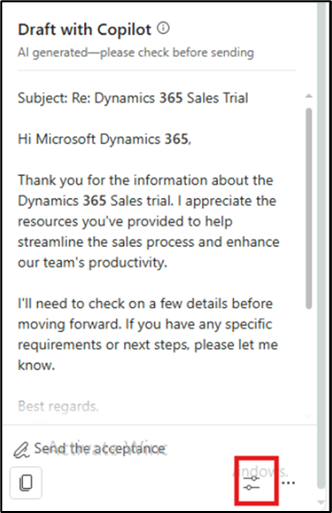 Draft with Copilot
AI generated—please check before sending
Subject: Re: Dynamics 365 Sales Trial
Hi Microsoft Dynamics 365,
Thank you for the information about the
Dynamics 365 Sales trial. I appreciate the
resources you've provided to help
streamline the sales process and enhance
our team's productivity.
I'll need to check on a few details before
moving forward. If you have any specific
requirements or next steps, please let me
know.
Best regards,
Send the acceptance
Activate Winc
andows.